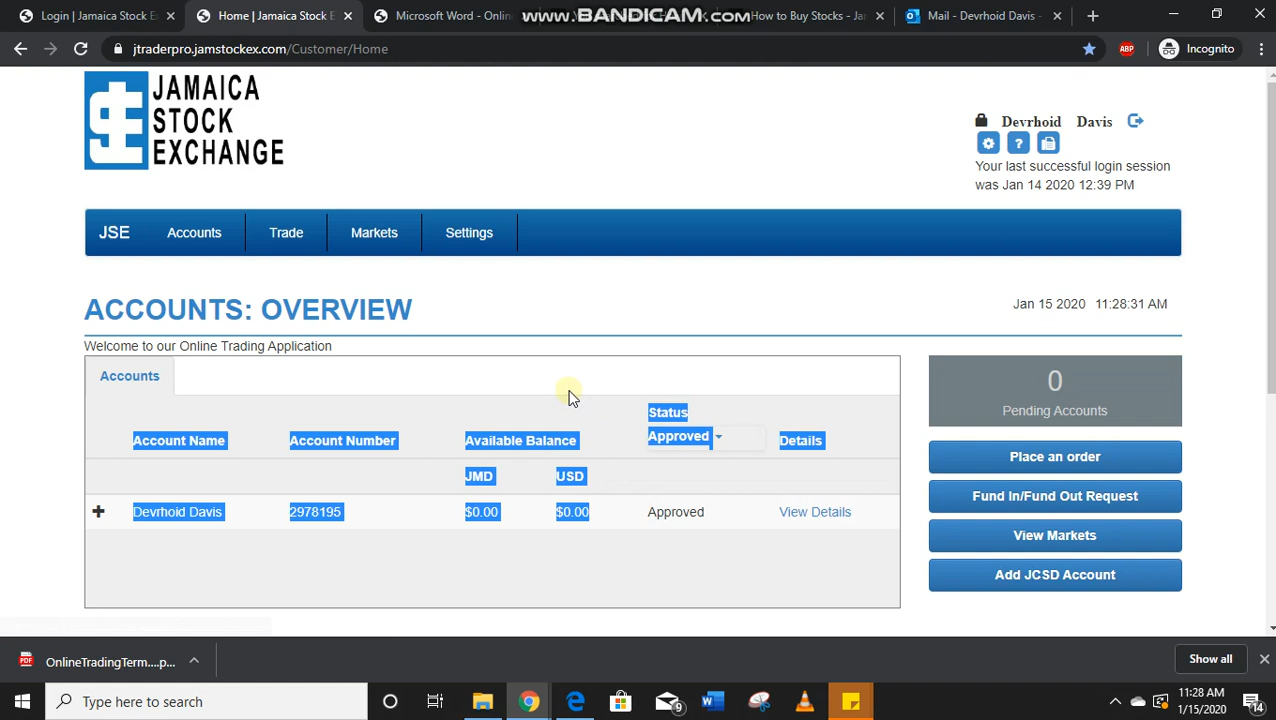 Login | Jamaica Stock E
Home | Jamaica Stock E
Microsoft Word - Onlin
www.BANDICAM.com
How to Buy Stocks - Ja
Mail - Devrhoid Davis -
jtraderpro.jamstockex.com/Customer/Home
ABP
Incognito
JAMAICA
STOCK
EXCHANGE
Devrhoid Davis
?
Your last successful login session
was Jan 14 2020 12:39 PM
JSE
Accounts
Trade
Markets
Settings
ACCOUNTS: OVERVIEW
Jan 15 2020 11:28:31 AM
Welcome to our Online Trading Application
Accounts
0
Pending Accounts
Status
Account Name
Account Number
Available Balance
Approved
Details
JMD
USD
Devrhoid Davis
2978195
$0.00
$0.00
Approved
View Details
Place an order
Fund In/Fund Out Request
View Markets
Add JCSD Account
PDF
OnlineTradingTerm....p...
Show all
Type here to search
9
11:28 AM
1/15/2020
14